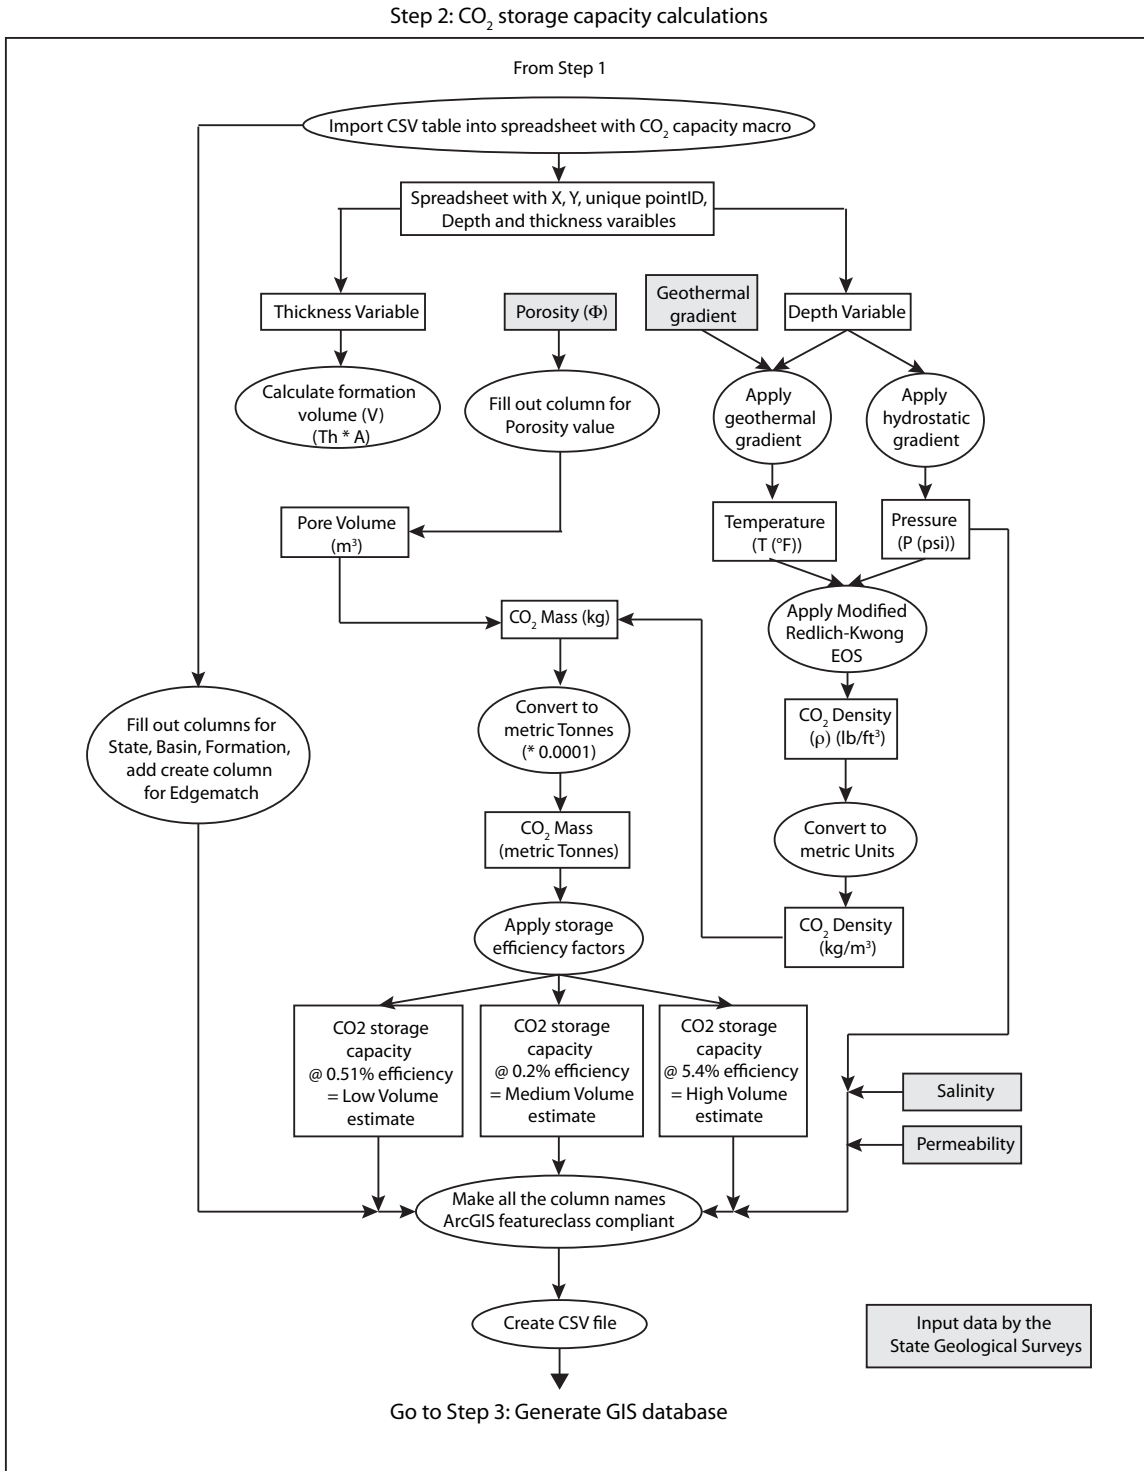 Step 2: CO₂ storage capacity calculations
From Step 1
Import CSV table into spreadsheet with CO₂ capacity macro
Spreadsheet with X, Y, unique pointID,
Depth and thickness varaibles
Thickness Variable
Porosity (Φ)
Geothermal
gradient
Depth Variable
Calculate formation
volume (V)
(Th * A)
Fill out column for
Porosity value
Apply
geothermal
gradient
Apply
hydrostatic
gradient
Pore Volume
(m³)
Temperature
(T (°F))
Pressure
(P (psi))
CO₂ Mass (kg)
Apply Modified
Redlich-Kwong
EOS
Fill out columns for
State, Basin, Formation,
add create column
for Edgematch
Convert to
metric Tonnes
(* 0.0001)
CO₂ Density
(ρ) (lb/ft³)
CO₂ Mass
(metric Tonnes)
Convert to
metric Units
Apply storage
efficiency factors
CO₂ Density
(kg/m³)
CO2 storage
capacity
@ 0.51% efficiency
= Low Volume
estimate
CO2 storage
capacity
@ 0.2% efficiency
= Medium Volume
estimate
CO2 storage
capacity
@ 5.4% efficiency
= High Volume
estimate
Salinity
Permeability
Make all the column names
ArcGIS featureclass compliant
Create CSV file
Input data by the
State Geological Surveys
Go to Step 3: Generate GIS database